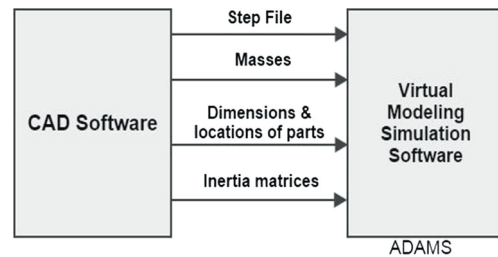 CAD Software
Step File
Masses
Dimensions &
locations of parts
Inertia matrices
Virtual
Modeling
Simulation
Software
ADAMS